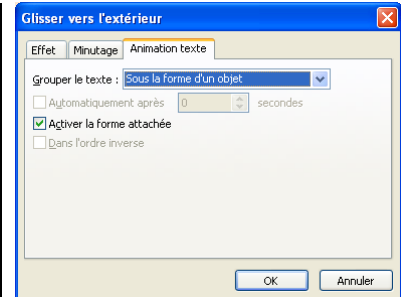 Glisser vers l'extérieur
Effet Minutage Animation texte
Grouper le texte : Sous la forme d'un objet
Automatiquement après 0 secondes
Activer la forme attachée
Dans l'ordre inverse
OK Annuler